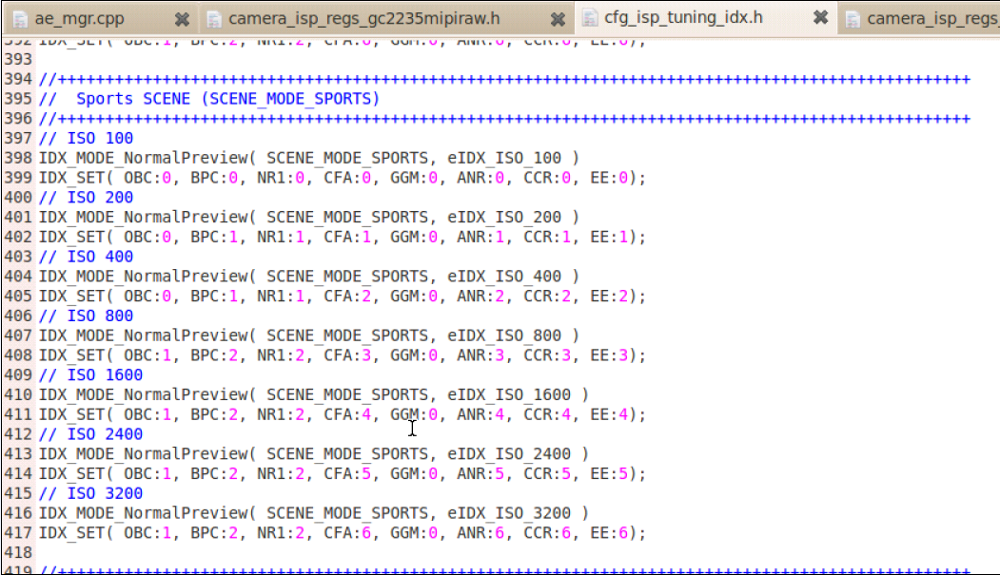 ae_mgr.cpp
camera_isp_regs_gc2235mipiraw.h
cfg_isp_tuning_idx.h
camera_isp_regs_
392 IDX_SET( OBC:1, BPC:2, NR1:2, CFA:6, GGM:0, ANR:6, CCR:6, EE:6);
393
394 //++++++++++++++++++++++++++++++++++++++++++++++++++++++++++++++++++++++++++++++++++++++++++++++++
395 //  Sports SCENE (SCENE_MODE_SPORTS)
396 //++++++++++++++++++++++++++++++++++++++++++++++++++++++++++++++++++++++++++++++++++++++++++++++++
397 // ISO 100
398 IDX_MODE_NormalPreview( SCENE_MODE_SPORTS, eIDX_ISO_100 )
399 IDX_SET( OBC:0, BPC:0, NR1:0, CFA:0, GGM:0, ANR:0, CCR:0, EE:0);
400 // ISO 200
401 IDX_MODE_NormalPreview( SCENE_MODE_SPORTS, eIDX_ISO_200 )
402 IDX_SET( OBC:0, BPC:1, NR1:1, CFA:1, GGM:0, ANR:1, CCR:1, EE:1);
403 // ISO 400
404 IDX_MODE_NormalPreview( SCENE_MODE_SPORTS, eIDX_ISO_400 )
405 IDX_SET( OBC:0, BPC:1, NR1:1, CFA:2, GGM:0, ANR:2, CCR:2, EE:2);
406 // ISO 800
407 IDX_MODE_NormalPreview( SCENE_MODE_SPORTS, eIDX_ISO_800 )
408 IDX_SET( OBC:1, BPC:2, NR1:2, CFA:3, GGM:0, ANR:3, CCR:3, EE:3);
409 // ISO 1600
410 IDX_MODE_NormalPreview( SCENE_MODE_SPORTS, eIDX_ISO_1600 )
411 IDX_SET( OBC:1, BPC:2, NR1:2, CFA:4, GGM:0, ANR:4, CCR:4, EE:4);
412 // ISO 2400
413 IDX_MODE_NormalPreview( SCENE_MODE_SPORTS, eIDX_ISO_2400 )
414 IDX_SET( OBC:1, BPC:2, NR1:2, CFA:5, GGM:0, ANR:5, CCR:5, EE:5);
415 // ISO 3200
416 IDX_MODE_NormalPreview( SCENE_MODE_SPORTS, eIDX_ISO_3200 )
417 IDX_SET( OBC:1, BPC:2, NR1:2, CFA:6, GGM:0, ANR:6, CCR:6, EE:6);
418
419 //++++++++++++++++++++++++++++++++++++++++++++++++++++++++++++++++++++++++++++++++++++++++++++++++